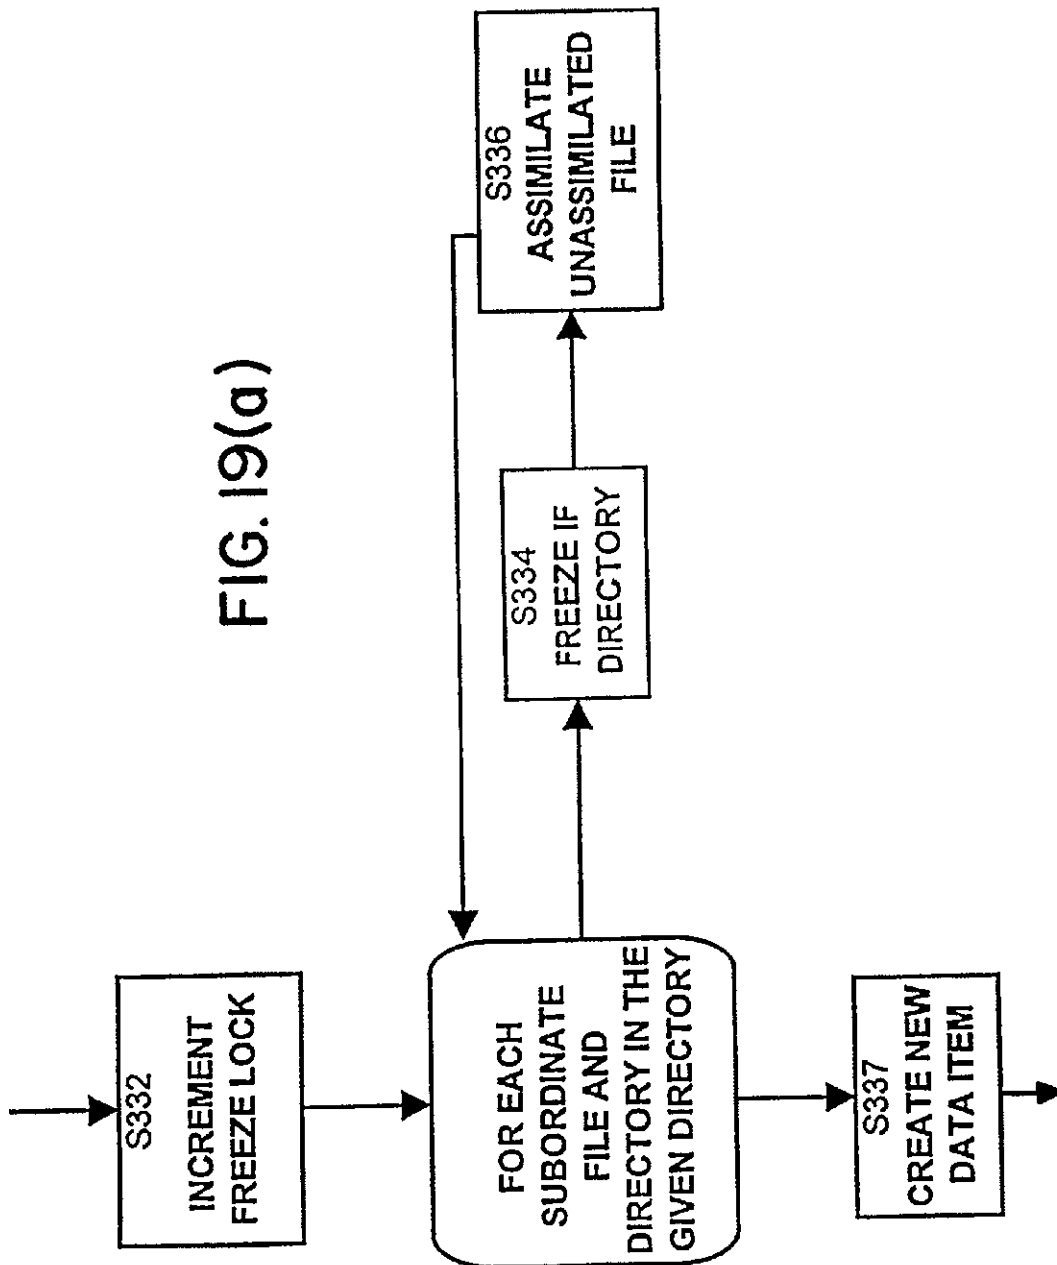 FIG. 19(a)
S332
INCREMENT
FREEZE LOCK
FOR EACH
SUBORDINATE
FILE AND
DIRECTORY IN THE
GIVEN DIRECTORY
S334
FREEZE IF
DIRECTORY
S336
ASSIMILATE
UNASSIMILATED
FILE
S337
CREATE NEW
DATA ITEM